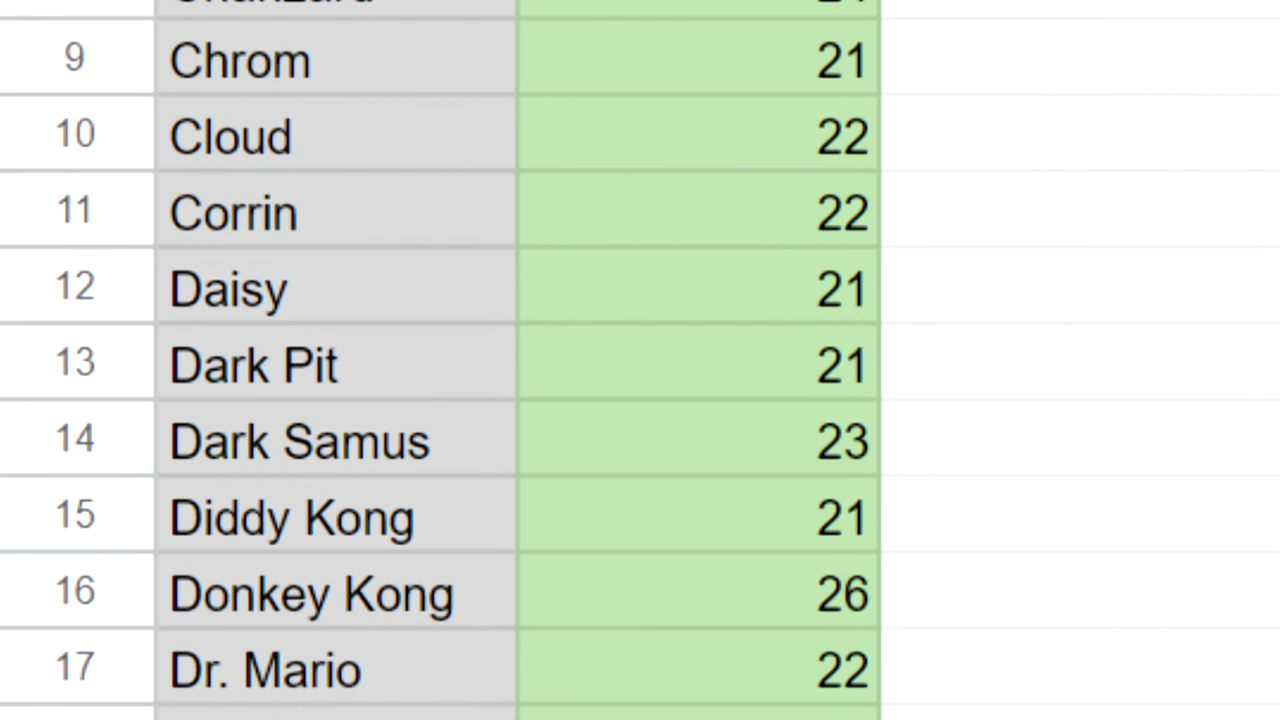 9 Chrom 21
10 Cloud 22
11 Corrin 22
12 Daisy 21
13 Dark Pit 21
14 Dark Samus 23
15 Diddy Kong 21
16 Donkey Kong 26
17 Dr. Mario 22